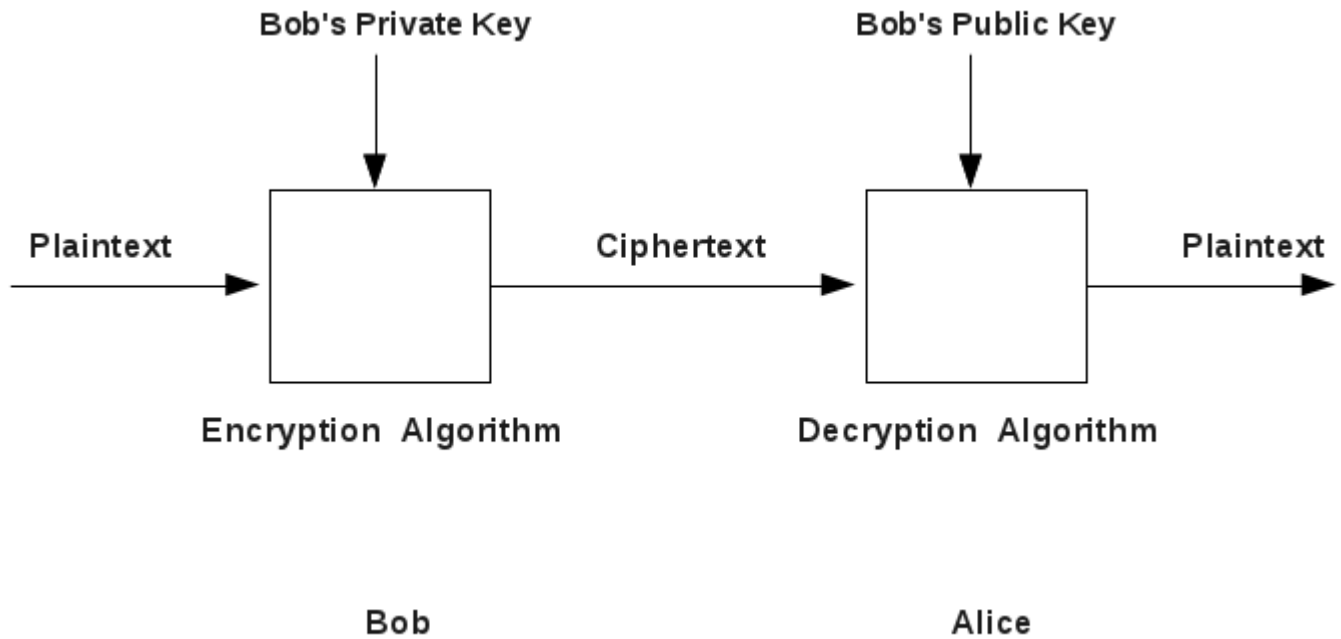 Bob's Private Key
Bob's Public Key
Plaintext
Ciphertext
Plaintext
Encryption Algorithm
Decryption Algorithm
Bob
Alice